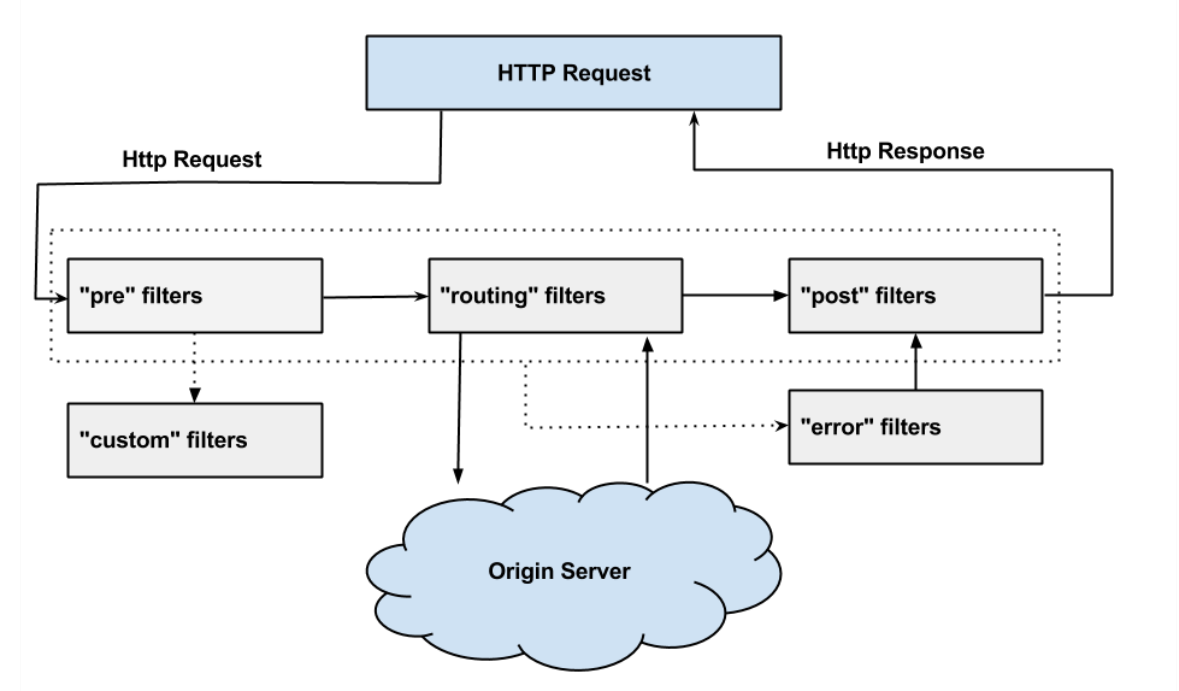 HTTP Request
Http Request
Http Response
"pre" filters
"routing" filters
"post" filters
"custom" filters
"error" filters
Origin Server